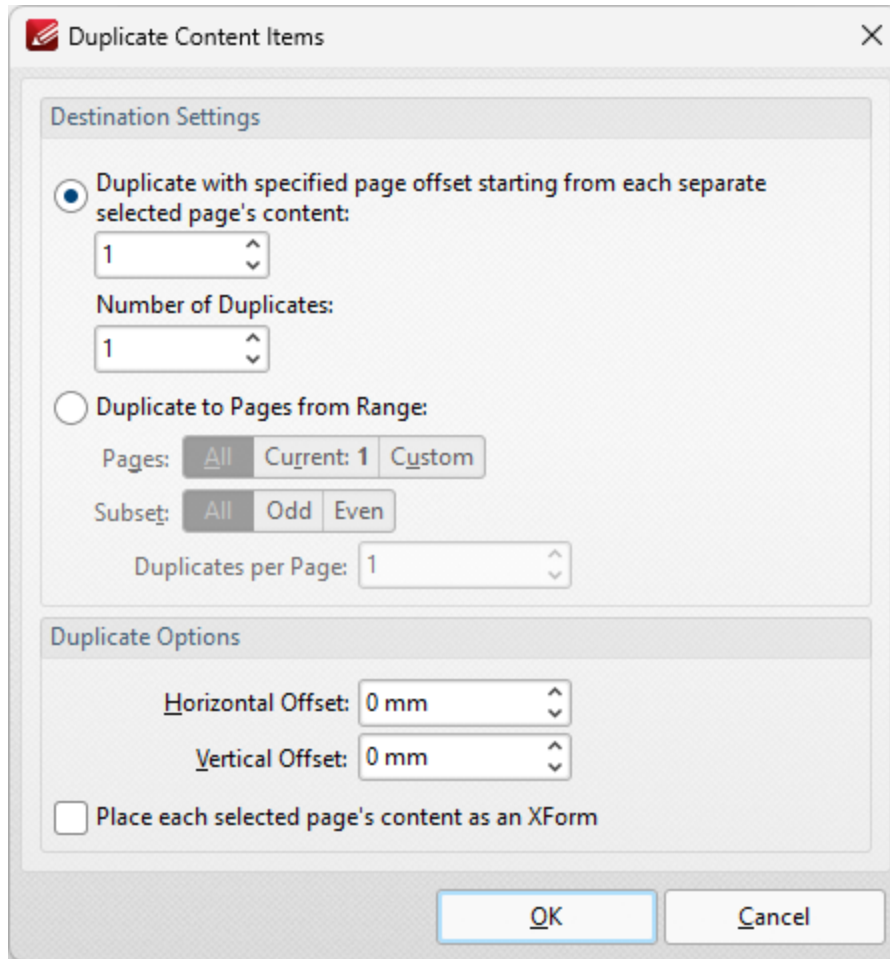 Duplicate Content Items
Destination Settings
Duplicate with specified page offset starting from each separate
selected page's content:
1
Number of Duplicates:
1
Duplicate to Pages from Range:
Pages: All Current: 1 Custom
Subset: All Odd Even
Duplicates per Page: 1
Duplicate Options
Horizontal Offset: 0 mm
Vertical Offset: 0 mm
Place each selected page's content as an XForm
OK Cancel